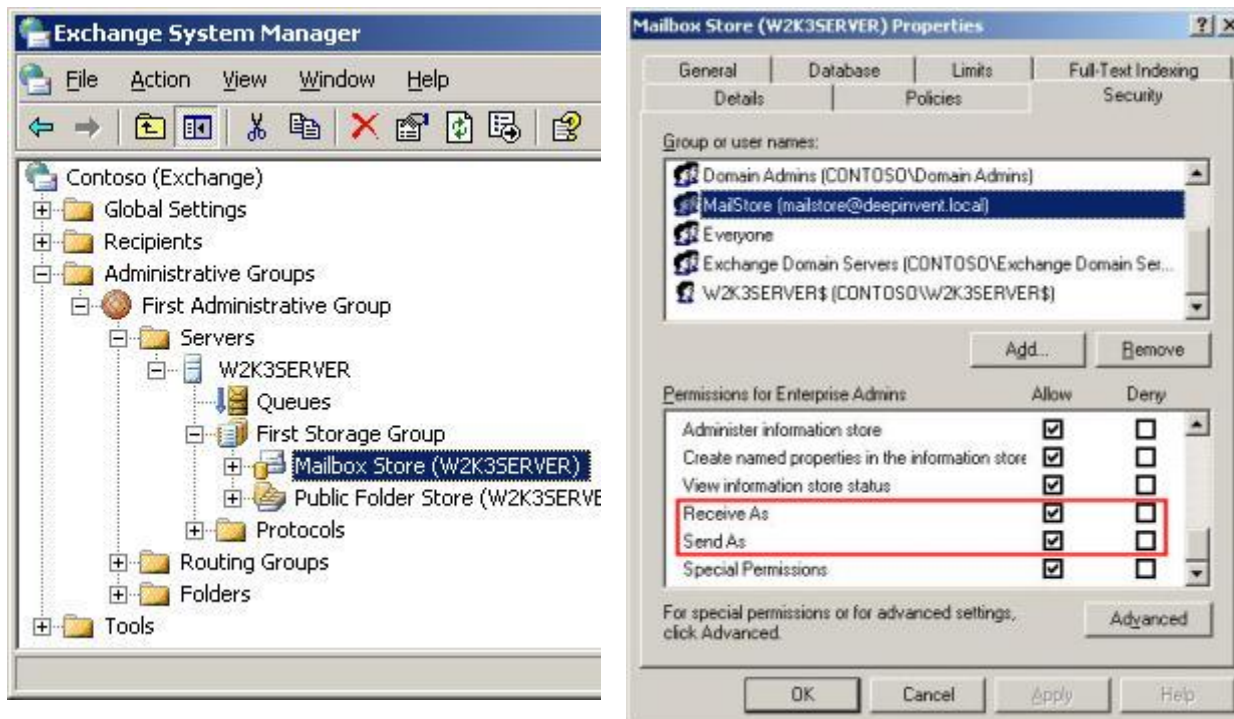 Exchange System Manager
File Action View Window Help
Contoso (Exchange)
Global Settings
Recipients
Administrative Groups
First Administrative Group
Servers
W2K3SERVER
Queues
First Storage Group
Mailbox Store (W2K3SERVER)
Public Folder Store (W2K3SERVE
Protocols
Routing Groups
Folders
Tools
Mailbox Store (W2K3SERVER) Properties
General Database Limits Full-Text Indexing
Details Policies Security
Group or user names:
Domain Admins (CONTOSO\Domain Admins)
MailStore (mailstore@deepinvent.local)
Everyone
Exchange Domain Servers (CONTOSO\Exchange Domain Ser...
W2K3SERVER$ (CONTOSO\W2K3SERVER$)
Add... Remove
Permissions for Enterprise Admins Allow Deny
Administer information store
Create named properties in the information store
View information store status
Receive As
Send As
Special Permissions
For special permissions or for advanced settings,
click Advanced.
Advanced
OK Cancel Apply Help